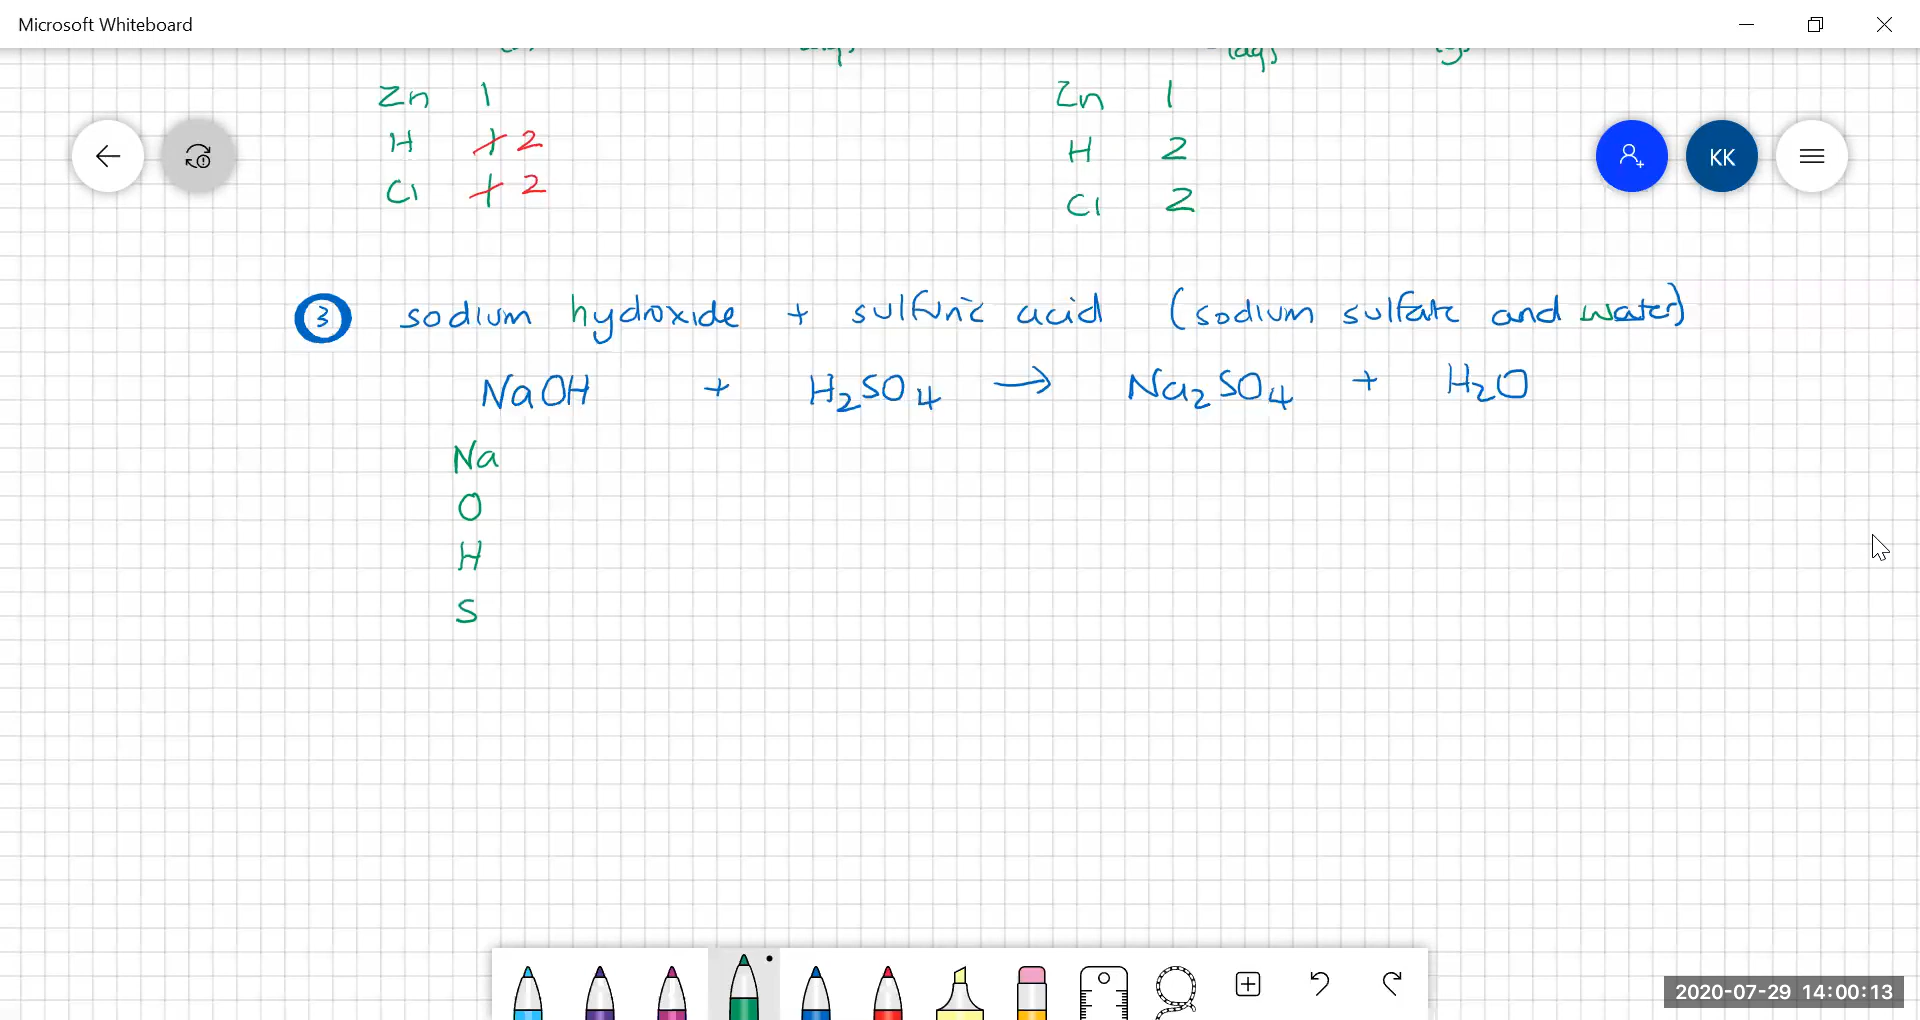 Microsoft Whiteboard
(aq)
Zn 1 Zn 1
H 1 2 H 2
Cl 1 2 Cl 2
KK
3 sodium hydroxide + sulfuric acid (sodium sulfate and water)
NaOH + H₂SO₄ → Na₂SO₄ + H₂O
Na
O
H
S
2020-07-29 14:00:13